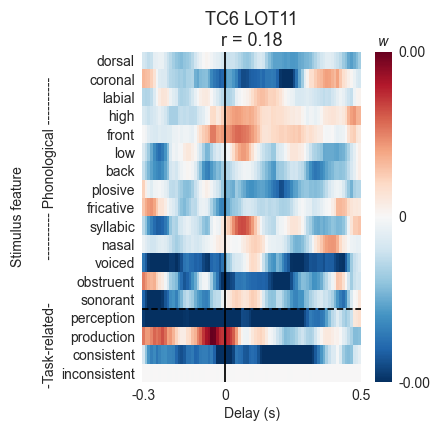 TC6 LOT11
r = 0.18
w
Stimulus feature
---------- Phonological ----------
-Task-related-
dorsal
coronal
labial
high
front
low
back
plosive
fricative
syllabic
nasal
voiced
obstruent
sonorant
perception
production
consistent
inconsistent
0.00
0
-0.00
-0.3
0
0.5
Delay (s)